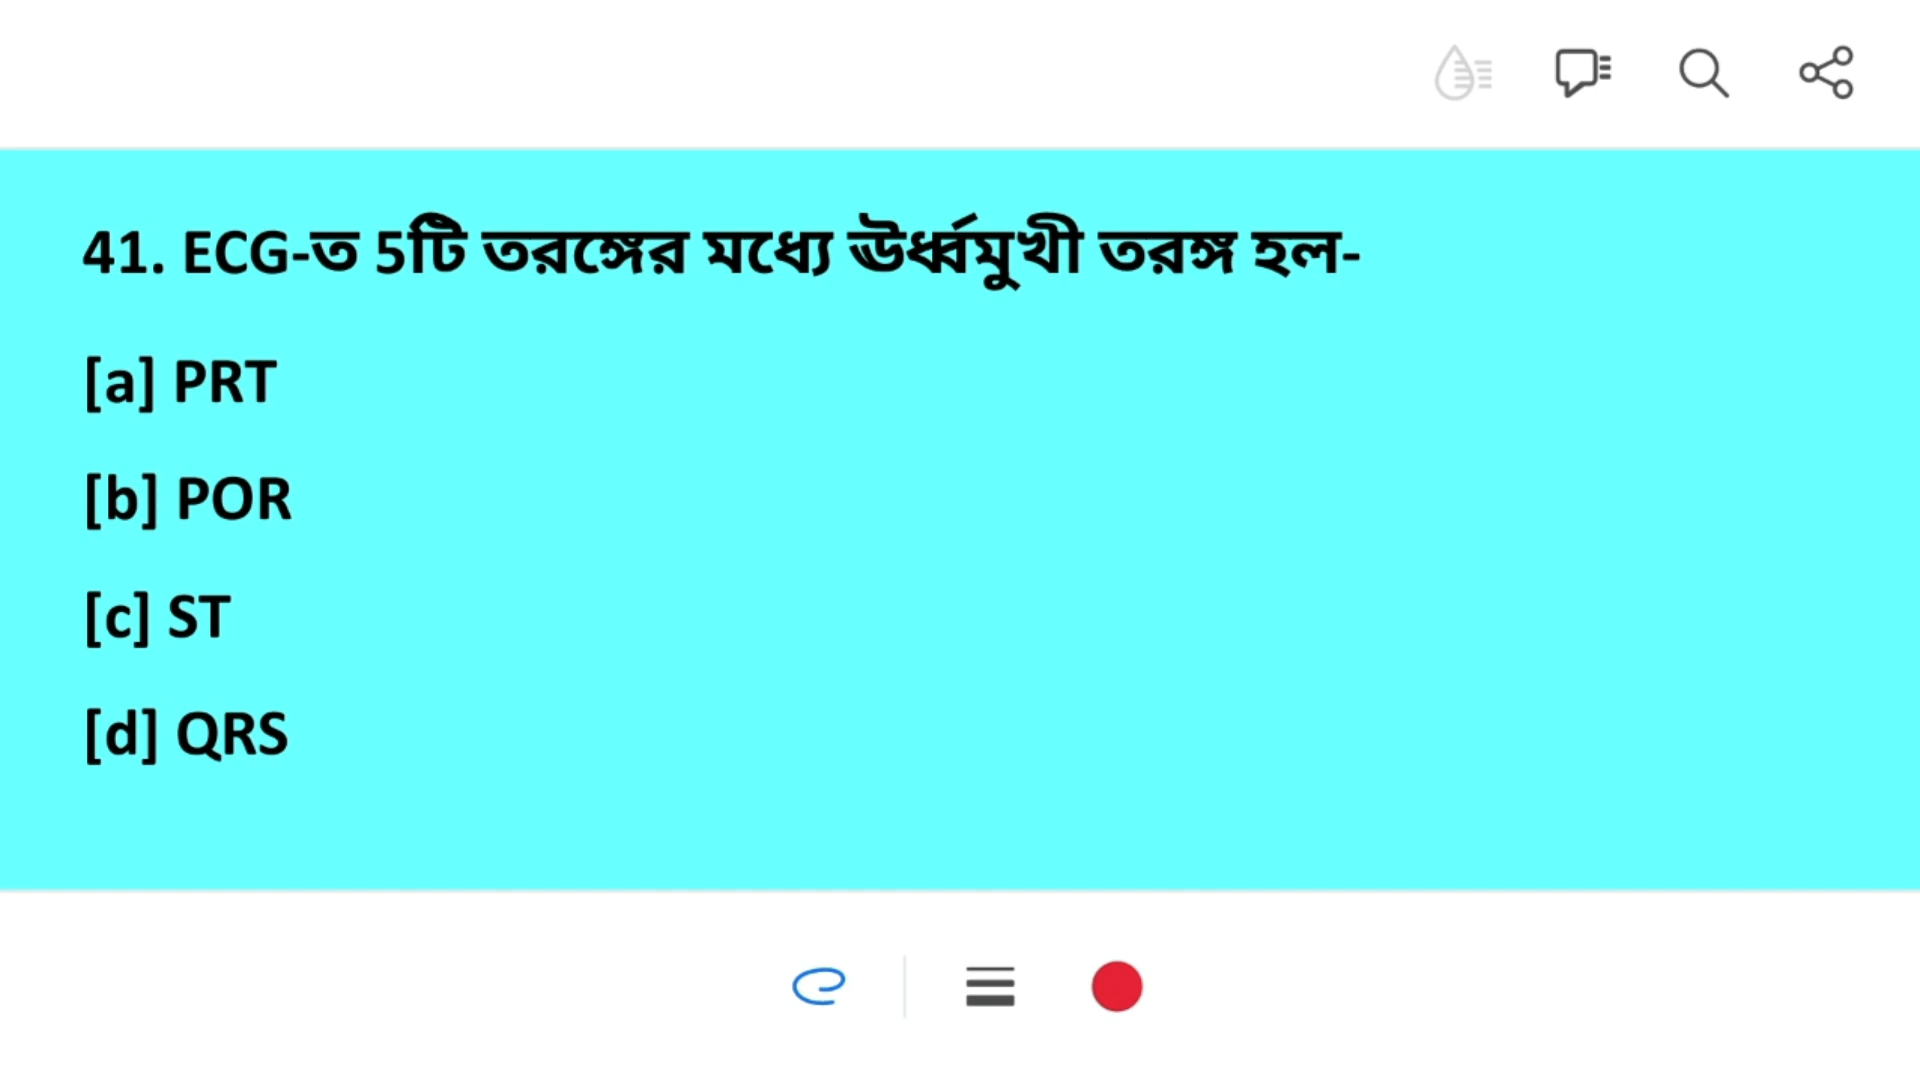 41. ECG-ত 5টি তরঙ্গের মধ্যে ঊর্ধ্বমুখী তরঙ্গ হল-
[a] PRT
[b] POR
[c] ST
[d] QRS